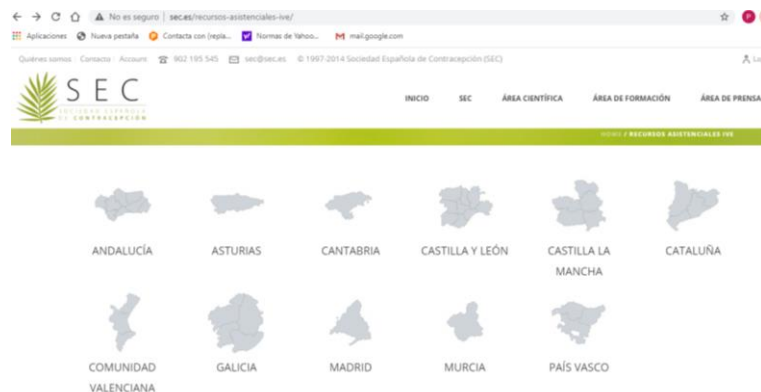 No es seguro | sec.es/recursos-asistenciales-ive/
Aplicaciones Nueva pestaña Contacta con (repla... Normas de Yahoo... mail.google.com
Quiénes somos Contacto Account 902 195 545 sec@sec.es © 1997-2014 Sociedad Española de Contracepción (SEC) Lo
SEC
SOCIEDAD ESPAÑOLA
DE CONTRACEPCIÓN
INICIO SEC ÁREA CIENTÍFICA ÁREA DE FORMACIÓN ÁREA DE PRENSA
HOME / RECURSOS ASISTENCIALES IVE
ANDALUCÍA ASTURIAS CANTABRIA CASTILLA Y LEÓN CASTILLA LA MANCHA CATALUÑA
COMUNIDAD VALENCIANA GALICIA MADRID MURCIA PAÍS VASCO